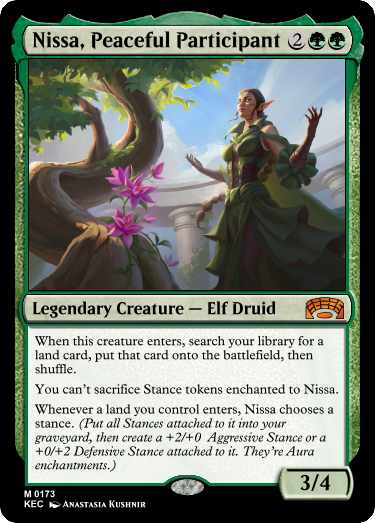 Nissa, Peaceful Participant 2
Legendary Creature — Elf Druid
When this creature enters, search your library for a
land card, put that card onto the battlefield, then
shuffle.
You can't sacrifice Stance tokens enchanted to Nissa.
Whenever a land you control enters, Nissa chooses a
stance. (Put all Stances attached to it into your
graveyard, then create a +2/+0 Aggressive Stance or a
+0/+2 Defensive Stance attached to it. They're Aura
enchantments.)
3/4
M 0173
KEC Anastasia Kushnir